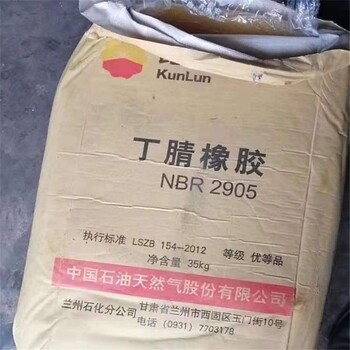 KunLun
丁腈橡胶
NBR 2905
执行标准 LSZB 154-2012 等级 优等品
净含量 35kg
中国石油天然气股份有限公司
兰州石化分公司 甘肃省兰州市西固区玉门街10号
电话 (0931) 7703178